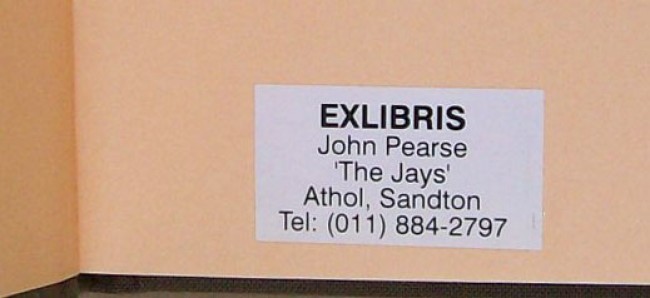 EXLIBRIS
John Pearse
'The Jays'
Athol, Sandton
Tel: (011) 884-2797